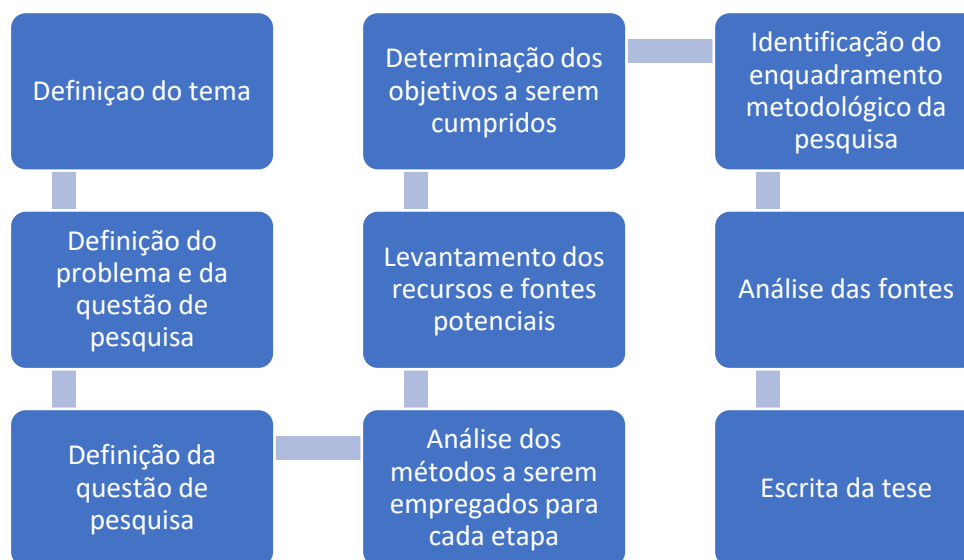 Definiçao do tema
Definição do
problema e da
questão de
pesquisa
Definição da
questão de
pesquisa
Análise dos
métodos a serem
empregados para
cada etapa
Levantamento dos
recursos e fontes
potenciais
Determinação dos
objetivos a serem
cumpridos
Identificação do
enquadramento
metodológico da
pesquisa
Análise das fontes
Escrita da tese